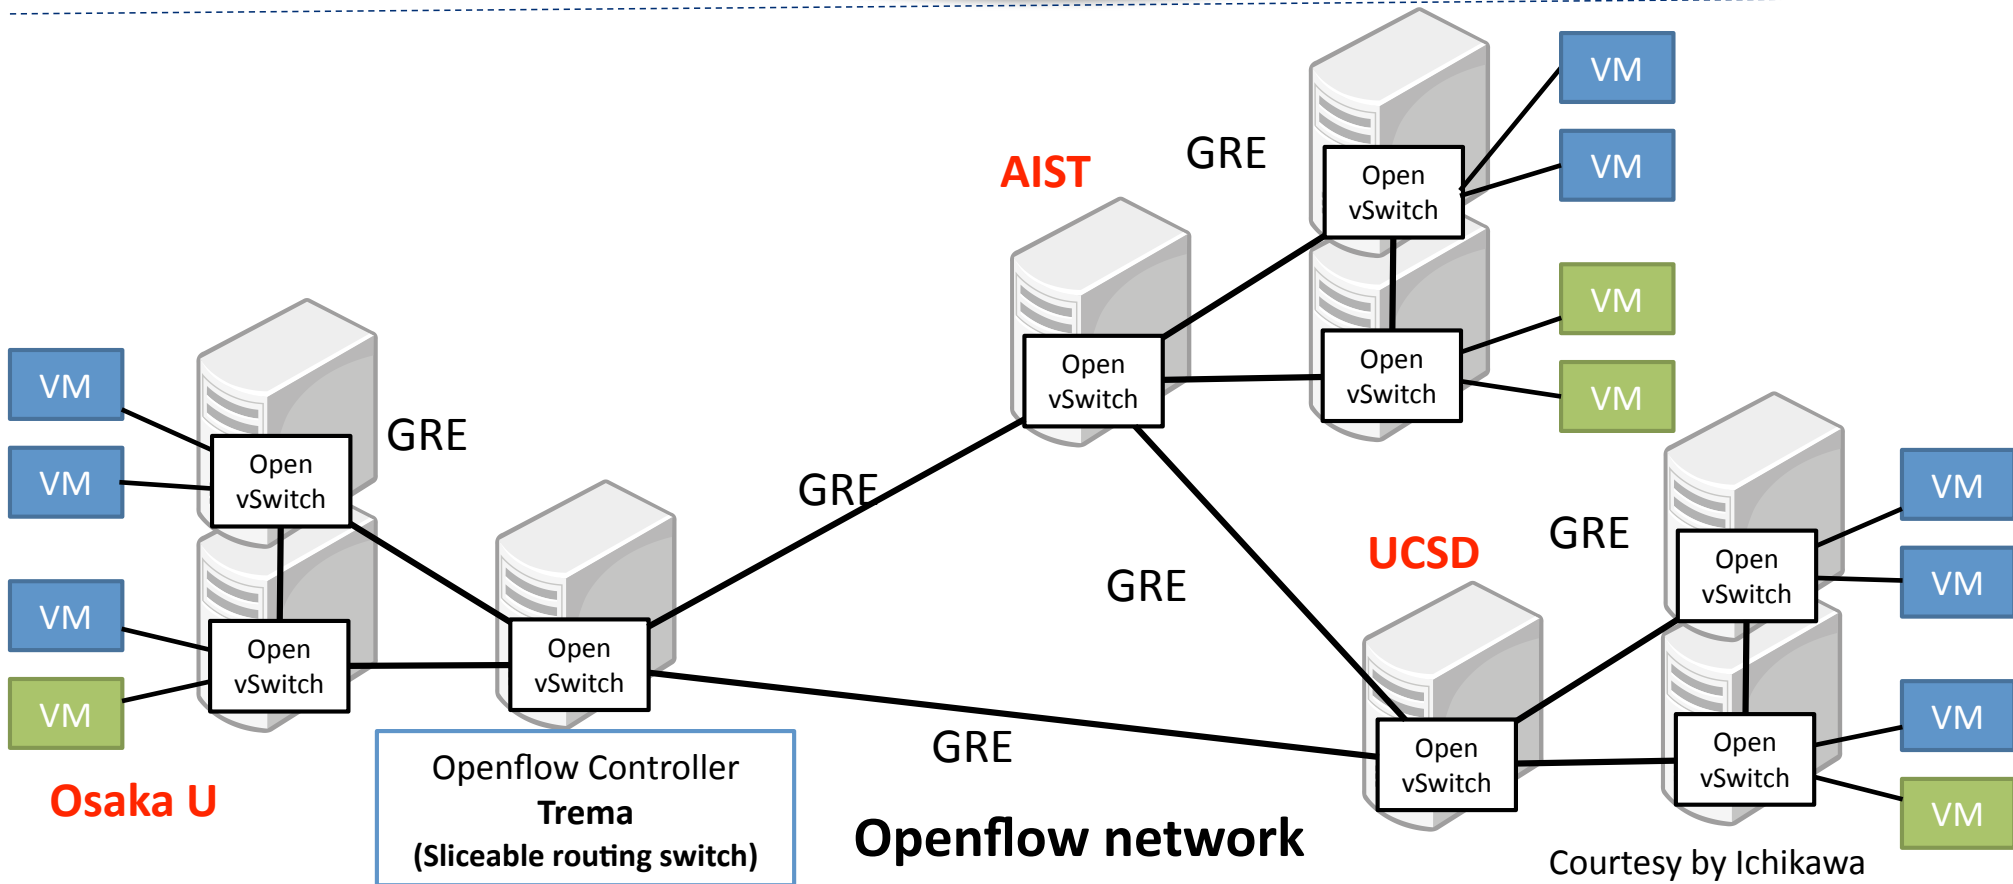 VM
GRE
Open
vSwitch
VM
AIST
VM
Open
vSwitch
VM
Open
vSwitch
VM
VM
GRE
Open
vSwitch
VM
GRE
VM
GRE
Open
vSwitch
VM
UCSD
GRE
VM
Open
vSwitch
VM
Open
vSwitch
Open
vSwitch
VM
VM
GRE
Open
vSwitch
Open
vSwitch
VM
Osaka U
Openflow Controller
Trema
(Sliceable routing switch)
Openflow network
Courtesy by Ichikawa